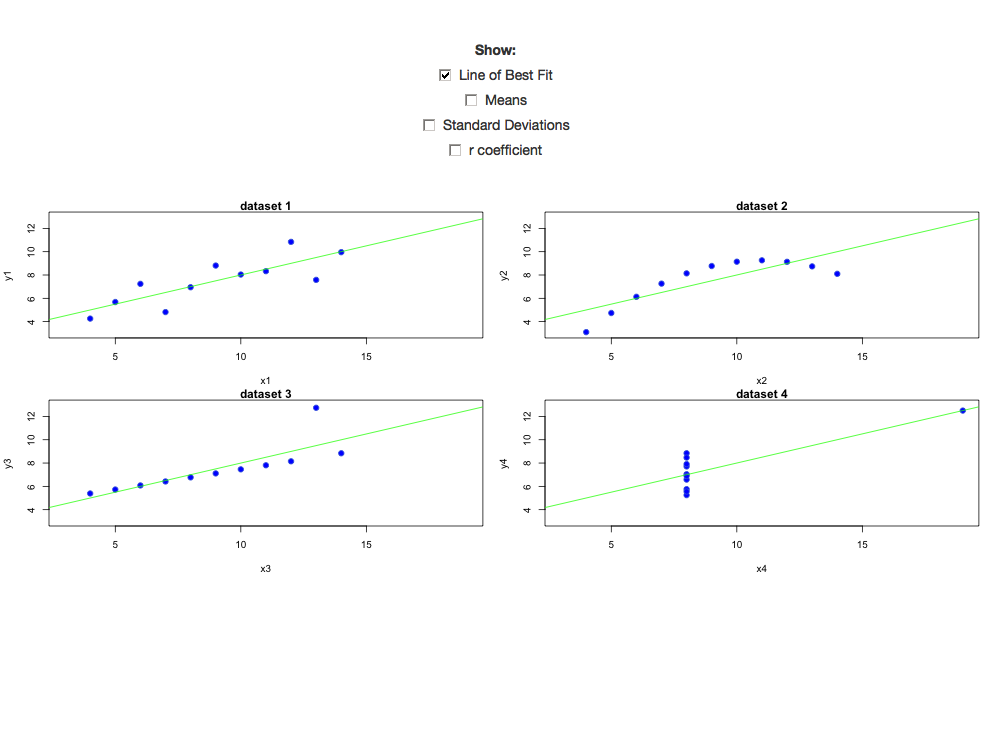 Show:
Line of Best Fit
Means
Standard Deviations
r coefficient
dataset 1
y1
4 6 8 10 12
5 10 15
x1
dataset 2
y2
4 6 8 10 12
5 10 15
x2
dataset 3
y3
4 6 8 10 12
5 10 15
x3
dataset 4
y4
4 6 8 10 12
5 10 15
x4